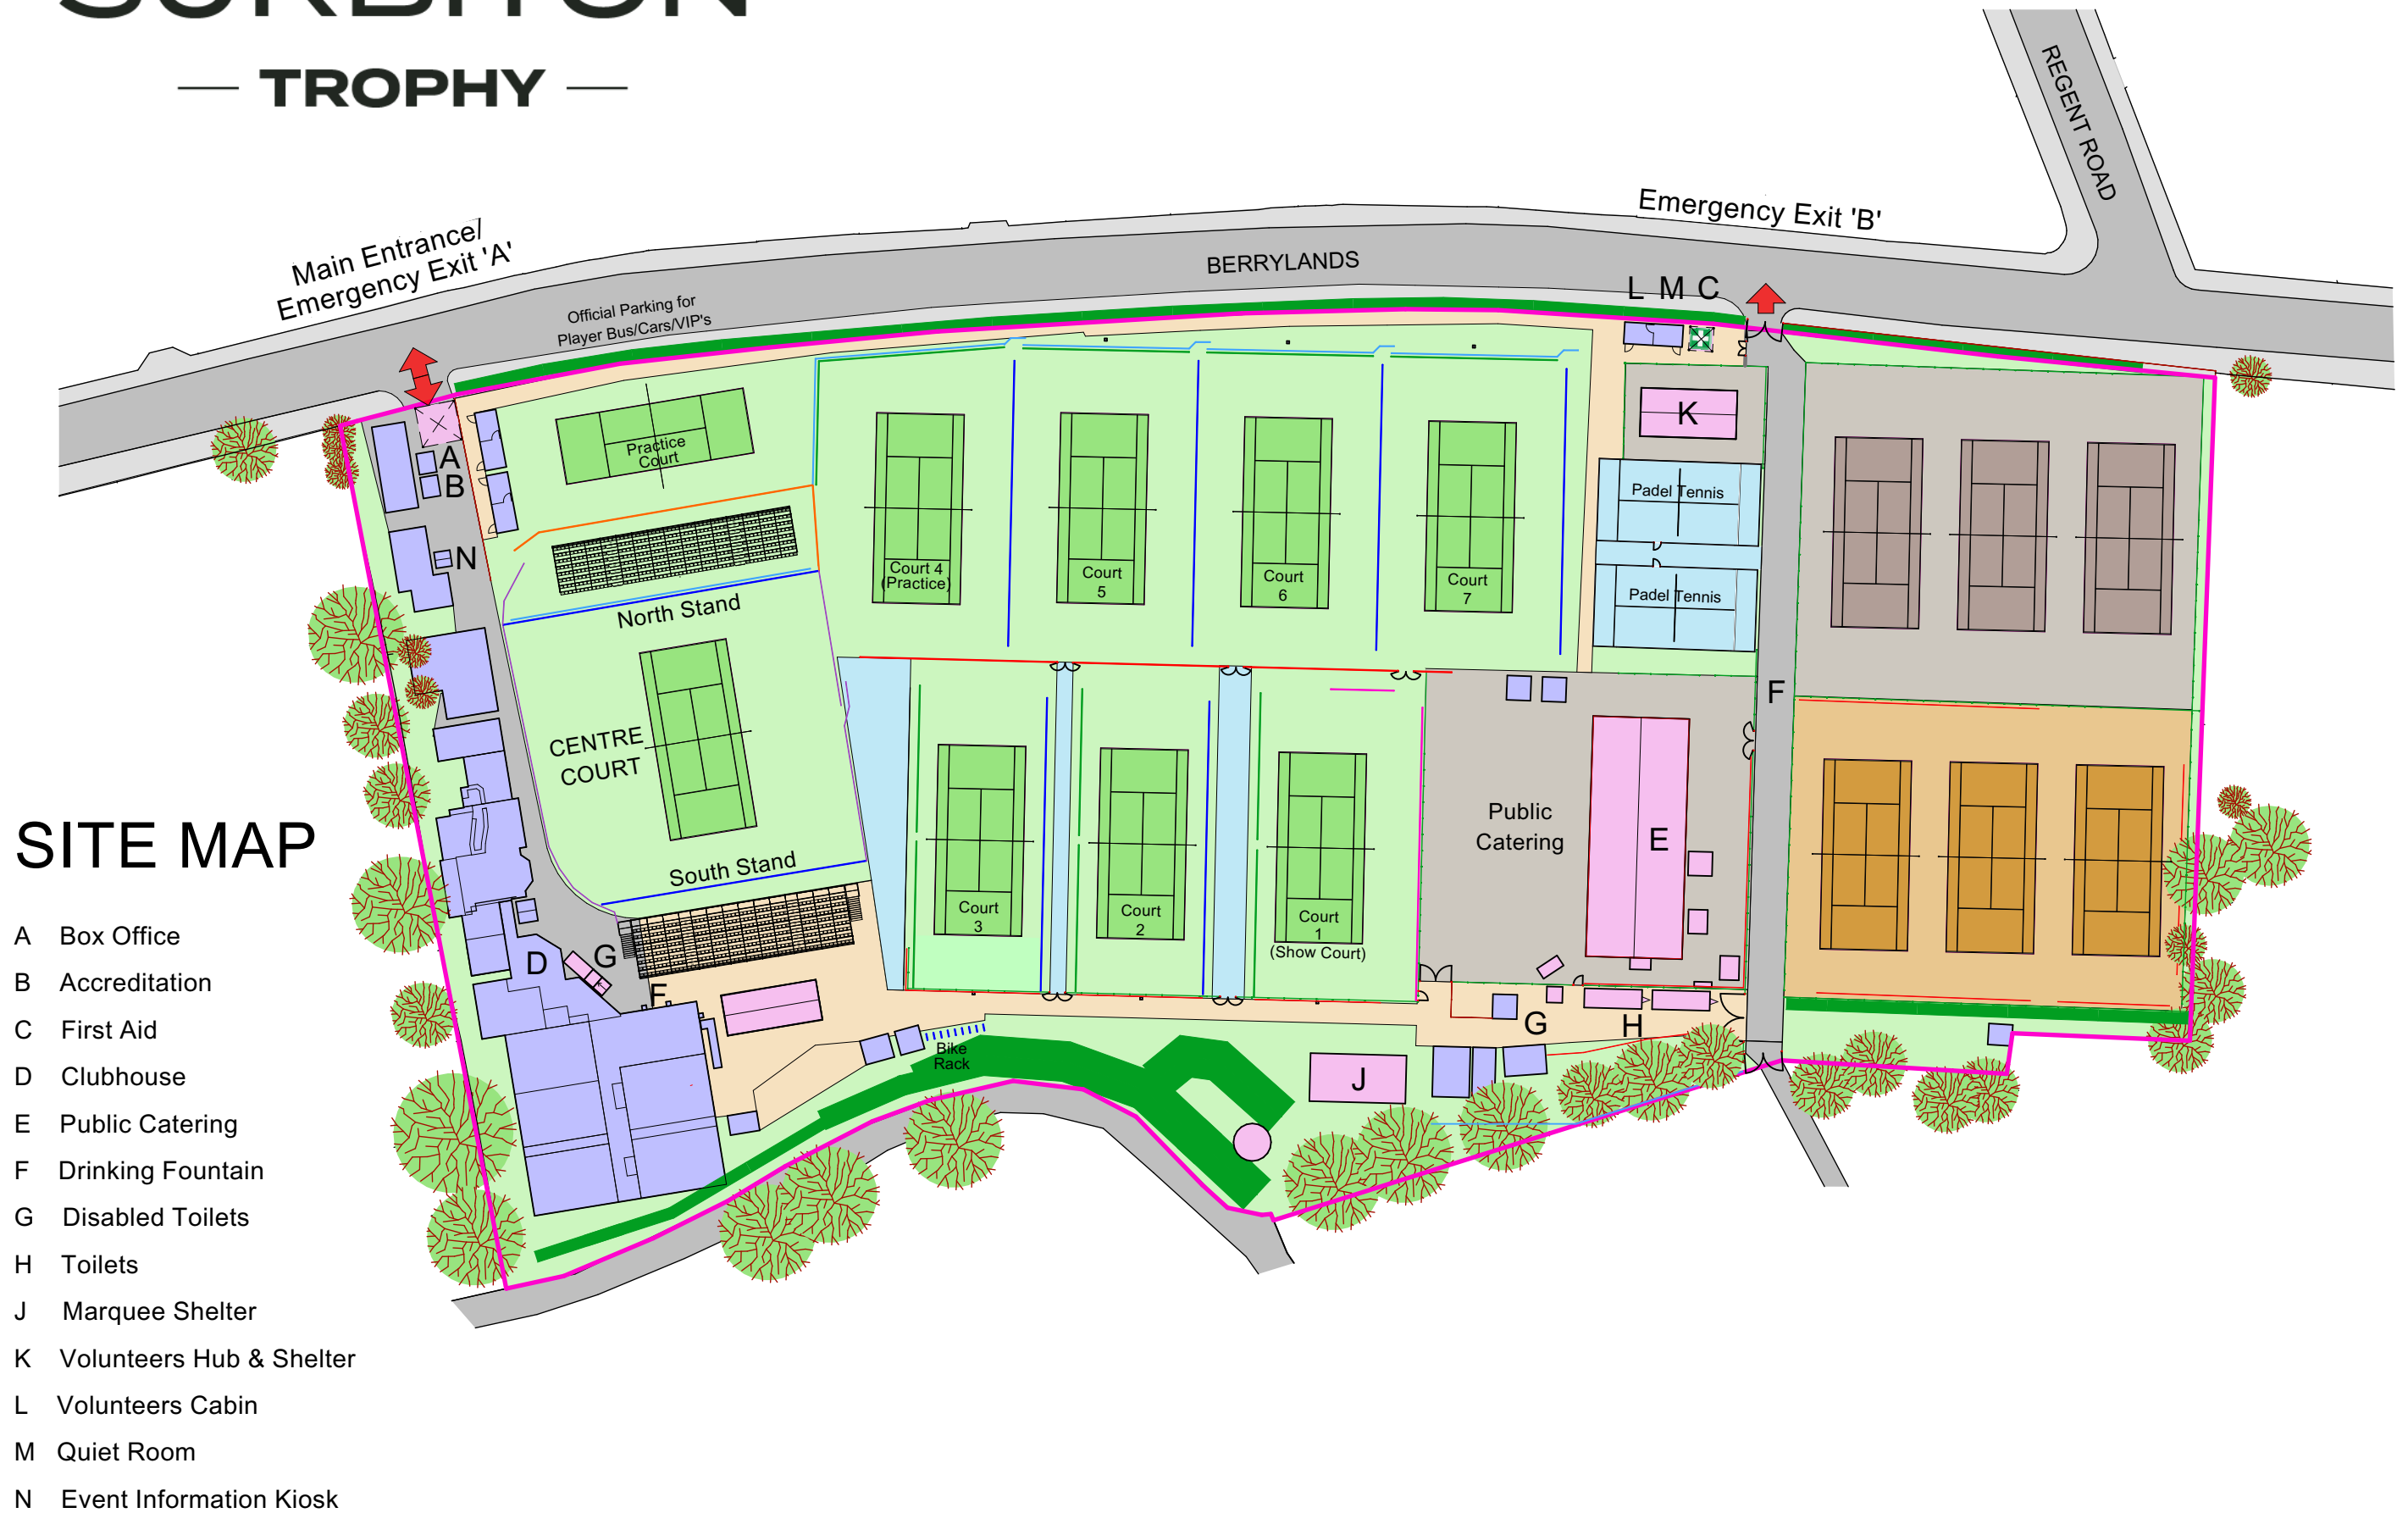 SURBITON
TROPHY
REGENT ROAD
Emergency Exit 'B'
Main Entrance/
Emergency Exit 'A'
BERRYLANDS
Official Parking for
Player Bus/Cars/VIP's
L M C
K
A
B
N
Practice
Court
Padel Tennis
Padel Tennis
Court 4
(Practice)
Court
5
Court
6
Court
7
North Stand
F
CENTRE
COURT
Public
Catering
E
South Stand
Court
3
Court
2
Court
1
(Show Court)
D
G
F
G
H
Bike
Rack
J
SITE MAP
A Box Office
B Accreditation
C First Aid
D Clubhouse
E Public Catering
F Drinking Fountain
G Disabled Toilets
H Toilets
J Marquee Shelter
K Volunteers Hub & Shelter
L Volunteers Cabin
M Quiet Room
N Event Information Kiosk